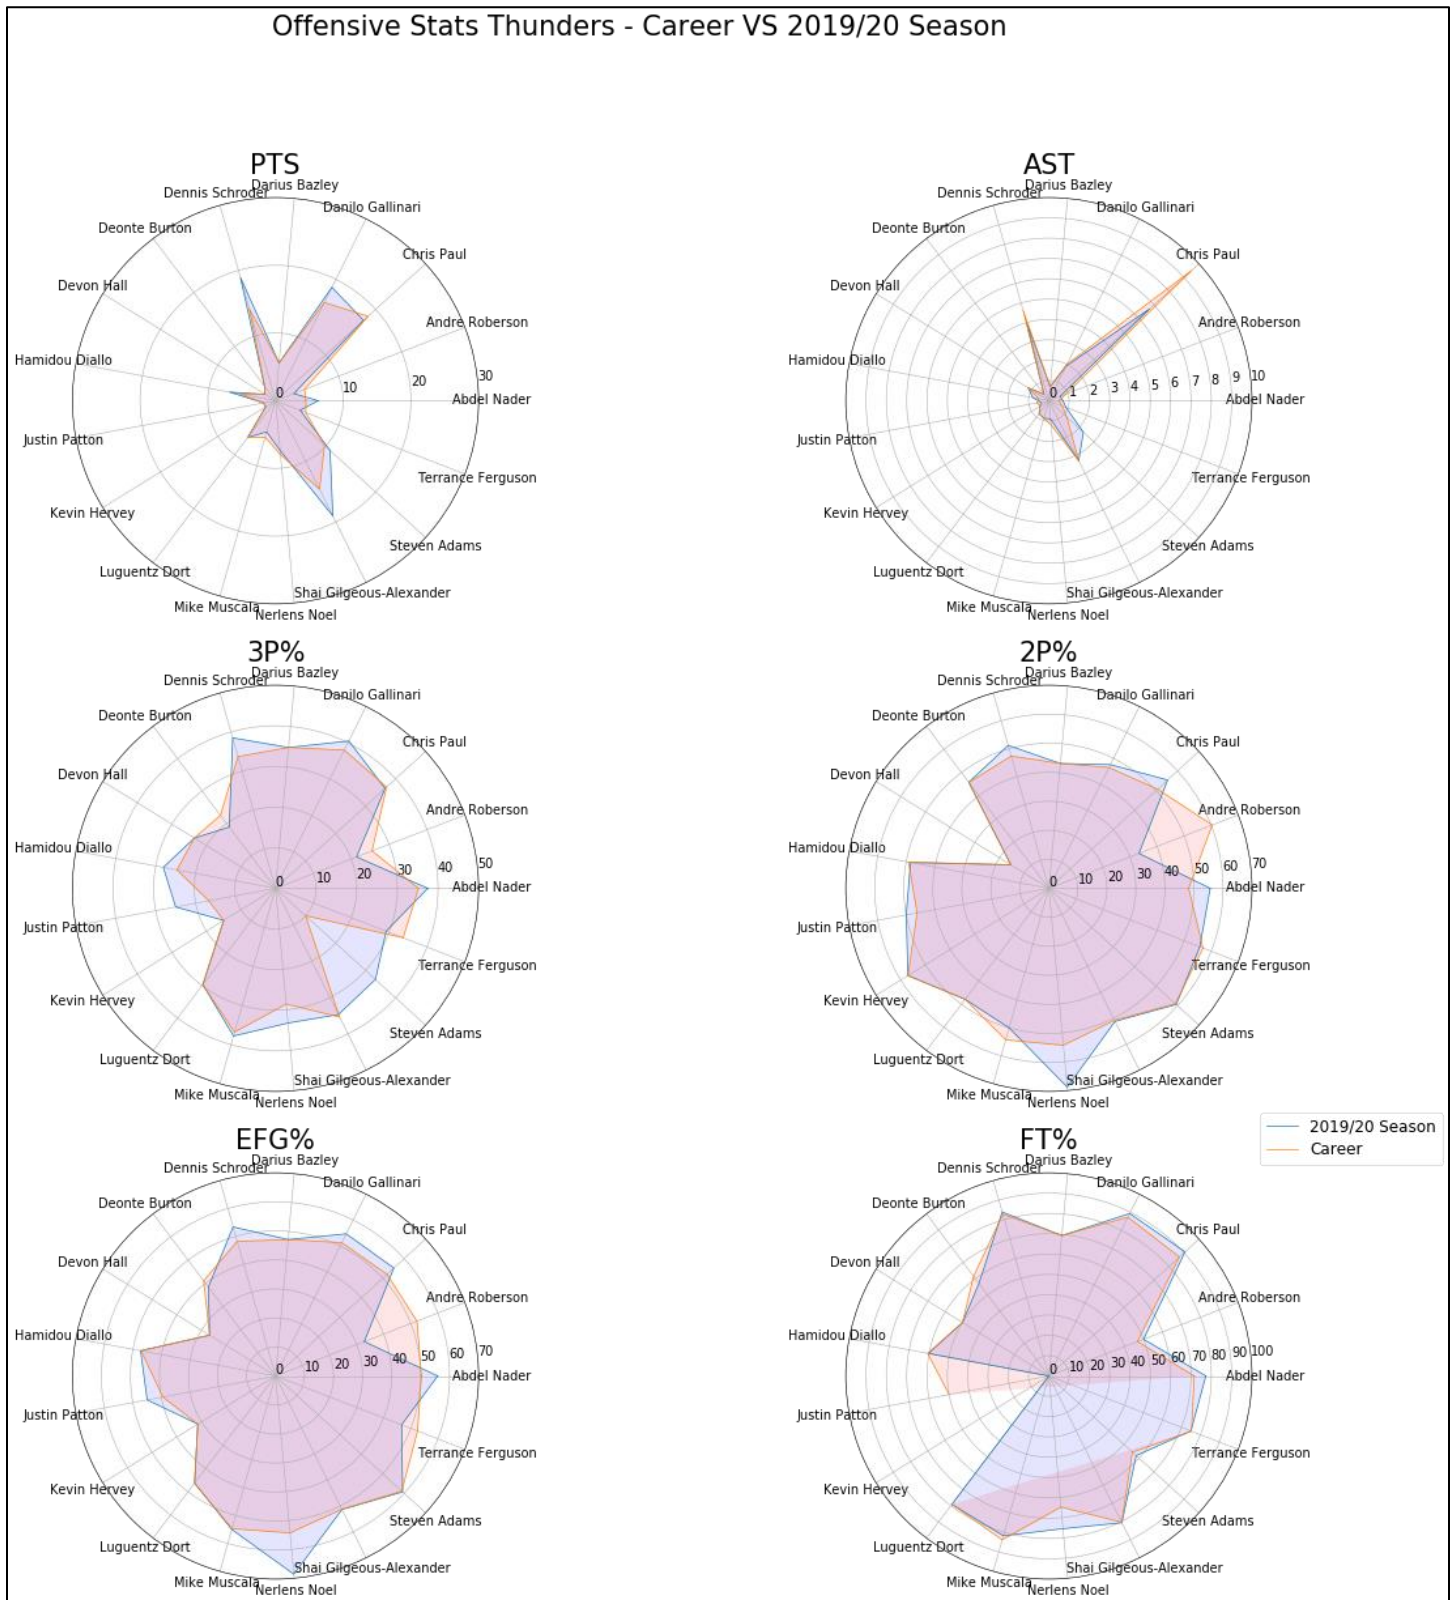 Offensive Stats Thunders - Career VS 2019/20 Season
PTS
Darius Bazley
Dennis Schroder
Danilo Gallinari
Deonte Burton
Chris Paul
Devon Hall
Andre Roberson
Hamidou Diallo
0 10 20 30
Abdel Nader
Justin Patton
Terrance Ferguson
Kevin Hervey
Steven Adams
Luguentz Dort
Shai Gilgeous-Alexander
Mike Muscala
Nerlens Noel
AST
Darius Bazley
Dennis Schroder
Danilo Gallinari
Deonte Burton
Chris Paul
Devon Hall
Andre Roberson
Hamidou Diallo
0 1 2 3 4 5 6 7 8 9 10
Abdel Nader
Justin Patton
Terrance Ferguson
Kevin Hervey
Steven Adams
Luguentz Dort
Shai Gilgeous-Alexander
Mike Muscala
Nerlens Noel
3P%
Darius Bazley
Dennis Schroder
Danilo Gallinari
Deonte Burton
Chris Paul
Devon Hall
Andre Roberson
Hamidou Diallo
0 10 20 30 40 50
Abdel Nader
Justin Patton
Terrance Ferguson
Kevin Hervey
Steven Adams
Luguentz Dort
Shai Gilgeous-Alexander
Mike Muscala
Nerlens Noel
2P%
Darius Bazley
Dennis Schroder
Danilo Gallinari
Deonte Burton
Chris Paul
Devon Hall
Andre Roberson
Hamidou Diallo
0 10 20 30 40 50 60 70
Abdel Nader
Justin Patton
Terrance Ferguson
Kevin Hervey
Steven Adams
Luguentz Dort
Shai Gilgeous-Alexander
Mike Muscala
Nerlens Noel
2019/20 Season
Career
EFG%
Darius Bazley
Dennis Schroder
Danilo Gallinari
Deonte Burton
Chris Paul
Devon Hall
Andre Roberson
Hamidou Diallo
0 10 20 30 40 50 60 70
Abdel Nader
Justin Patton
Terrance Ferguson
Kevin Hervey
Steven Adams
Luguentz Dort
Shai Gilgeous-Alexander
Mike Muscala
Nerlens Noel
FT%
Darius Bazley
Dennis Schroder
Danilo Gallinari
Deonte Burton
Chris Paul
Devon Hall
Andre Roberson
Hamidou Diallo
0 10 20 30 40 50 60 70 80 90 100
Abdel Nader
Justin Patton
Terrance Ferguson
Kevin Hervey
Steven Adams
Luguentz Dort
Shai Gilgeous-Alexander
Mike Muscala
Nerlens Noel